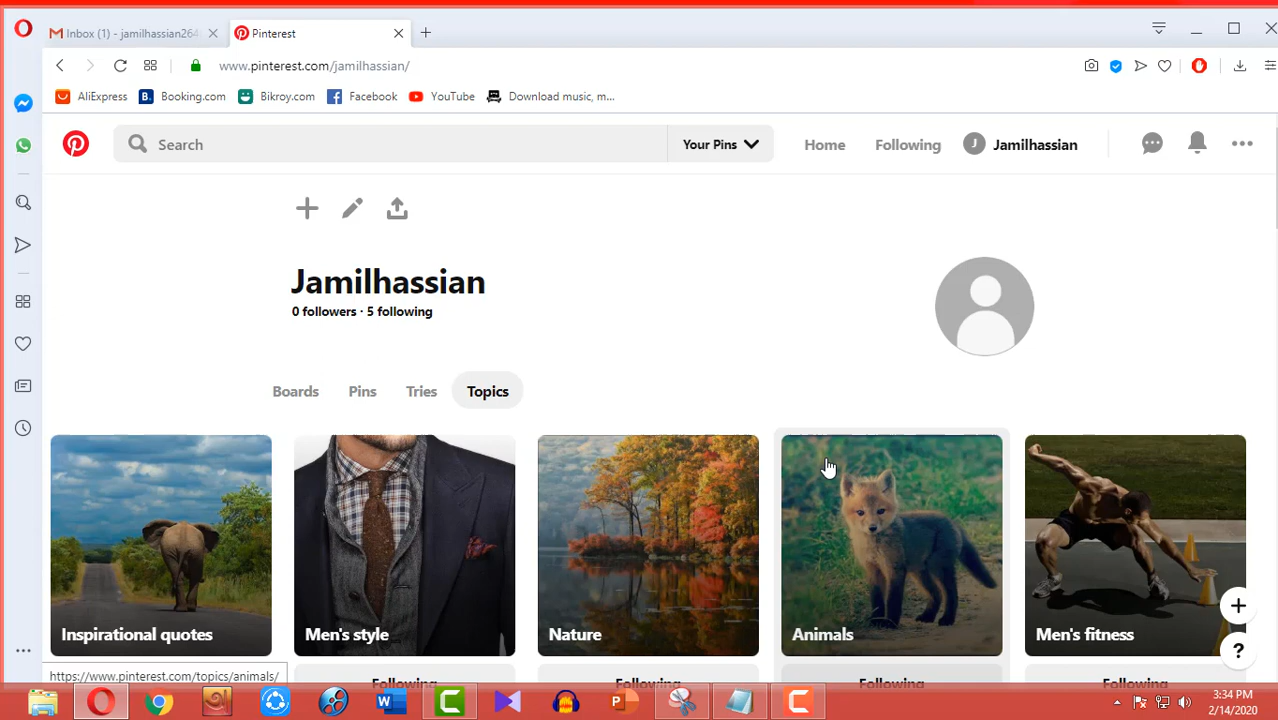 Inbox (1) - jamilhassian264
Pinterest
www.pinterest.com/jamilhassian/
AliExpress
Booking.com
Bikroy.com
Facebook
YouTube
Download music, m...
Search
Your Pins
Home
Following
J
Jamilhassian
Jamilhassian
0 followers · 5 following
Boards
Pins
Tries
Topics
Inspirational quotes
Men's style
Nature
Animals
Men's fitness
?
https://www.pinterest.com/topics/animals/
Following
Following
Following
Following
3:34 PM
2/14/2020